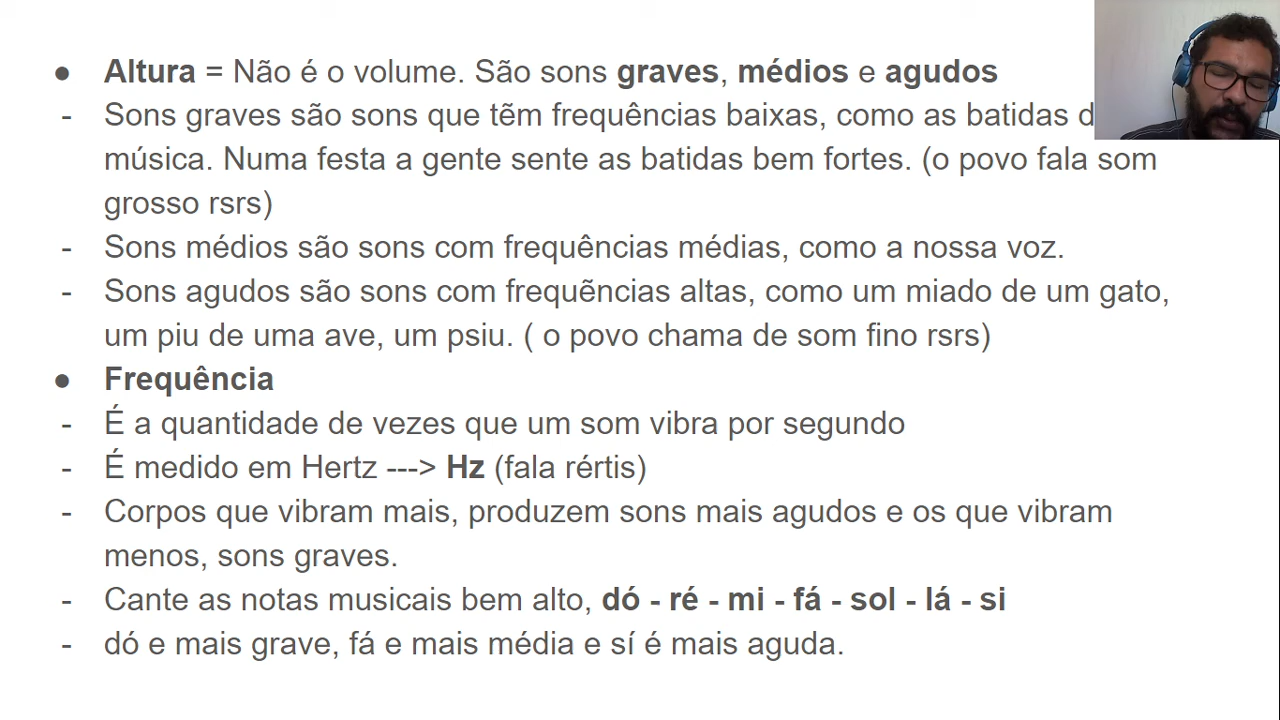 ● Altura = Não é o volume. São sons graves, médios e agudos
- Sons graves são sons que tẽm frequências baixas, como as batidas
música. Numa festa a gente sente as batidas bem fortes. (o povo fala som
grosso rsrs)
- Sons médios são sons com frequências médias, como a nossa voz.
- Sons agudos são sons com frequẽncias altas, como um miado de um gato,
um piu de uma ave, um psiu. ( o povo chama de som fino rsrs)
● Frequência
- É a quantidade de vezes que um som vibra por segundo
- É medido em Hertz ---> Hz (fala rértis)
- Corpos que vibram mais, produzem sons mais agudos e os que vibram
menos, sons graves.
- Cante as notas musicais bem alto, dó - ré - mi - fá - sol - lá - si
- dó e mais grave, fá e mais média e sí é mais aguda.